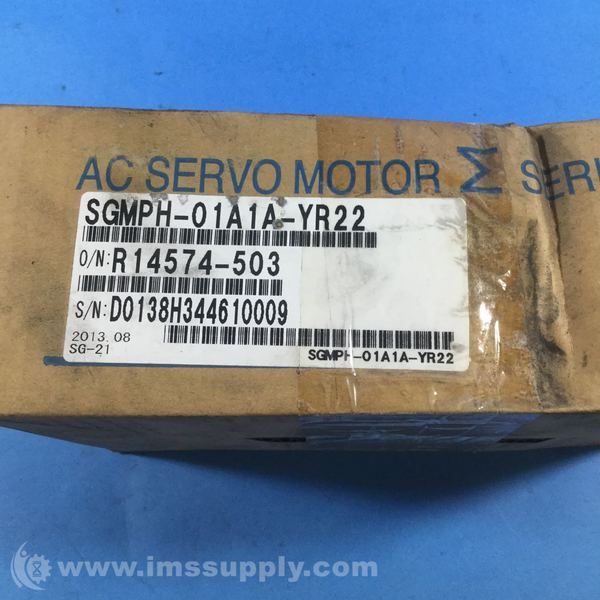 AC SERVO MOTOR Σ SERI
SGMPH-01A1A-YR22
O/N: R14574-503
S/N: D0138H344610009
2013.08
SG-21
SGMPH-01A1A-YR22
www.imssupply.com